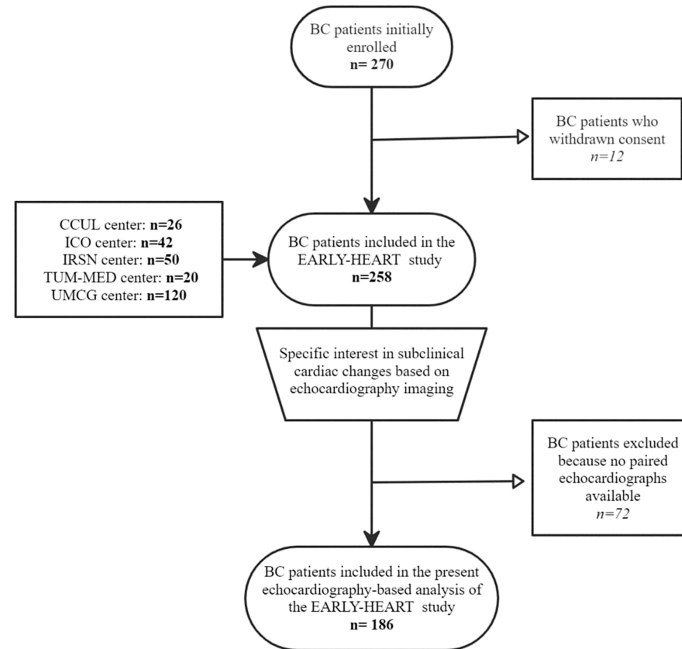 BC patients initially
enrolled
n= 270
BC patients who
withdrawn consent
n=12
CCUL center: n=26
ICO center: n=42
IRSN center: n=50
TUM-MED center: n=20
UMCG center: n=120
BC patients included in the
EARLY-HEART study
n=258
Specific interest in subclinical
cardiac changes based on
echocardiography imaging
BC patients excluded
because no paired
echocardiographs
available
n=72
BC patients included in the present
echocardiography-based analysis of
the EARLY-HEART study
n= 186